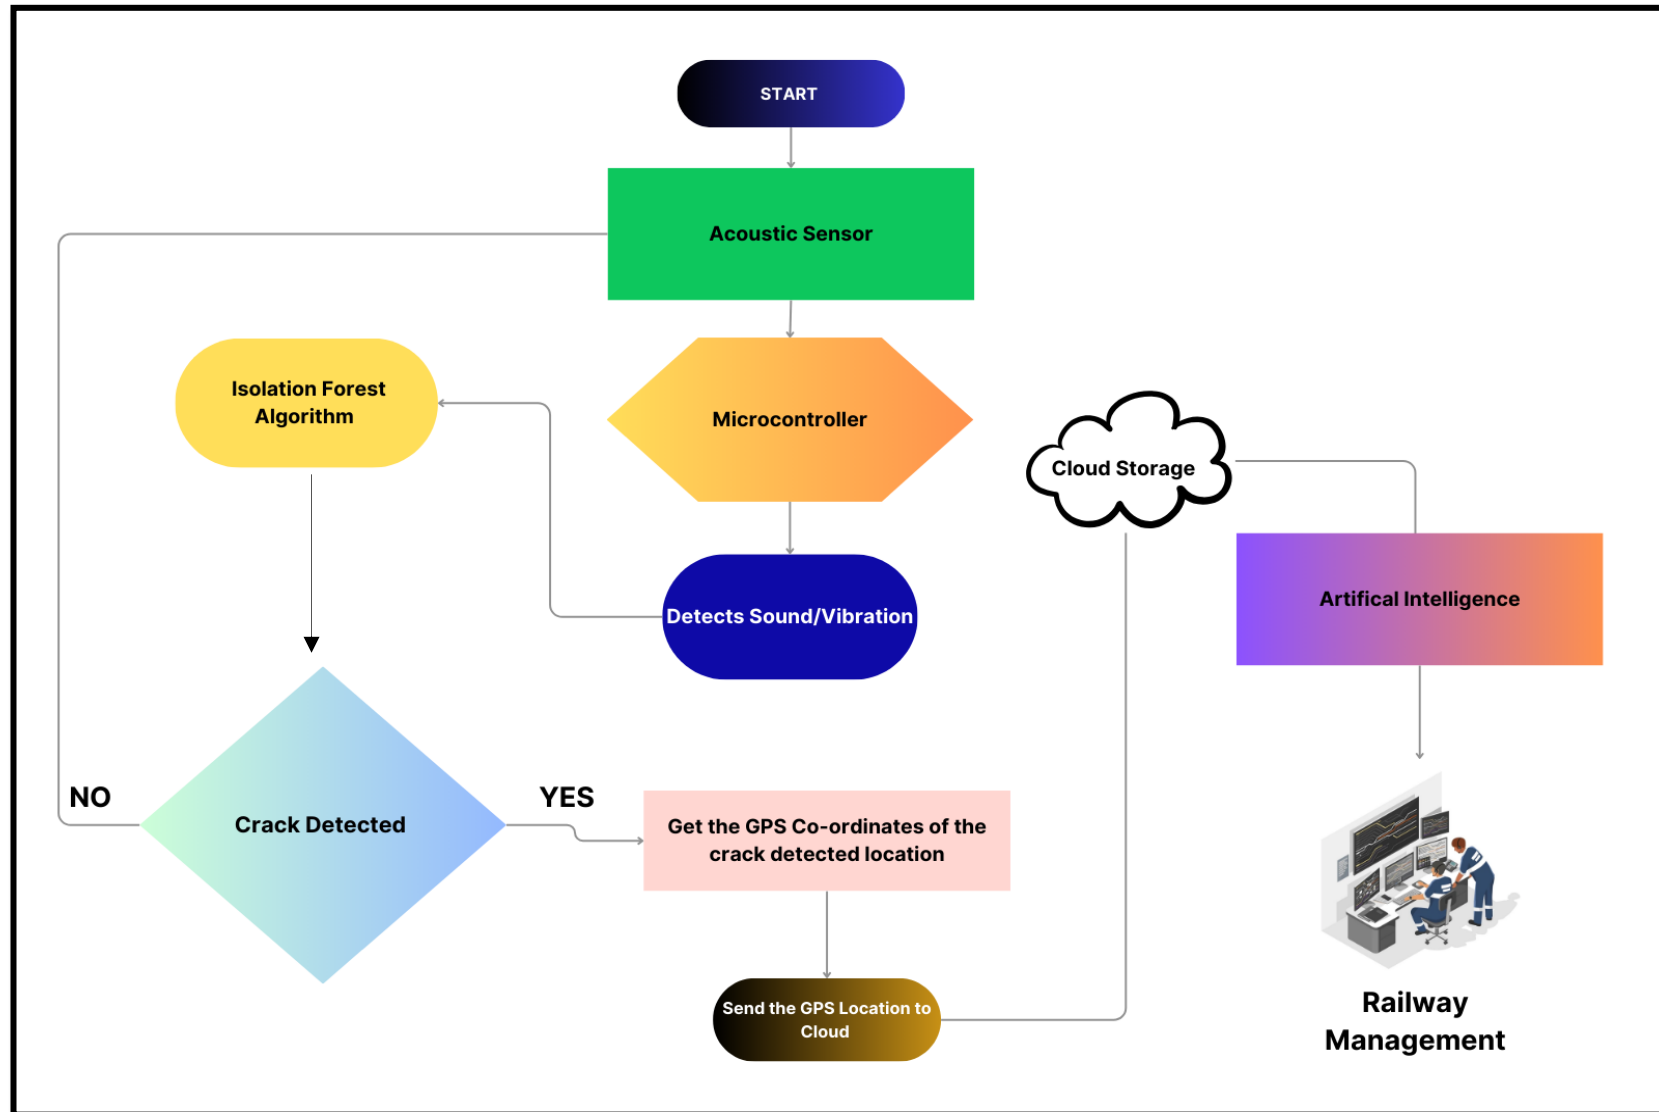 START
Acoustic Sensor
Isolation Forest
Algorithm
Microcontroller
Cloud Storage
Detects Sound/Vibration
Artifical Intelligence
NO
Crack Detected
YES
Get the GPS Co-ordinates of the
crack detected location
Send the GPS Location to
Cloud
Railway
Management